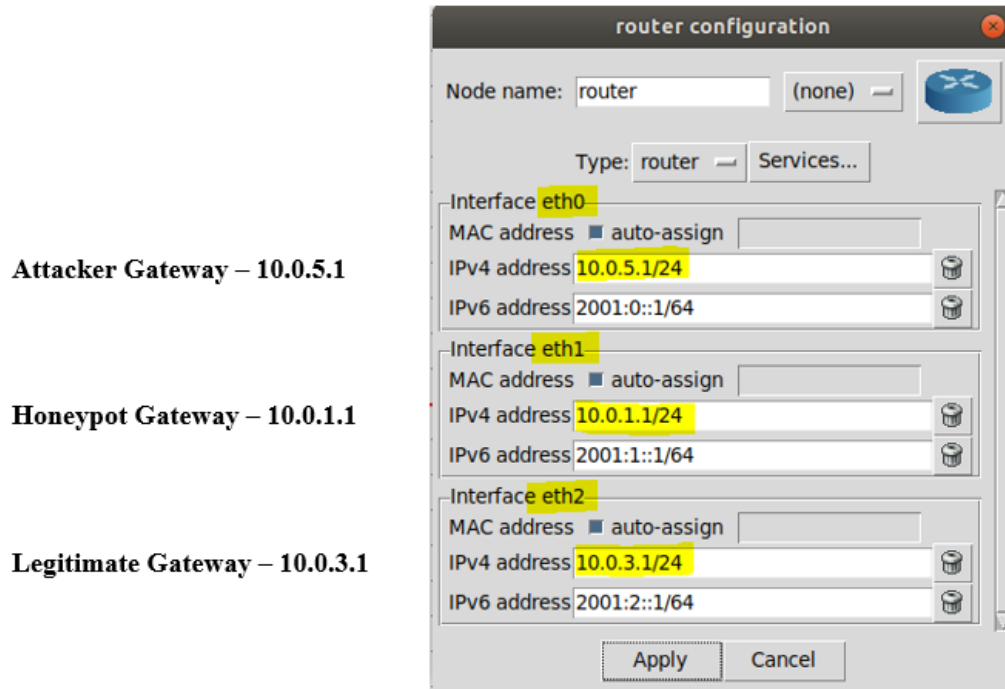 router configuration
Node name: router (none)
Type: router Services...
Interface eth0
MAC address auto-assign
Attacker Gateway – 10.0.5.1
IPv4 address 10.0.5.1/24
IPv6 address 2001:0::1/64
Interface eth1
MAC address auto-assign
Honeypot Gateway – 10.0.1.1
IPv4 address 10.0.1.1/24
IPv6 address 2001:1::1/64
Interface eth2
MAC address auto-assign
Legitimate Gateway – 10.0.3.1
IPv4 address 10.0.3.1/24
IPv6 address 2001:2::1/64
Apply Cancel